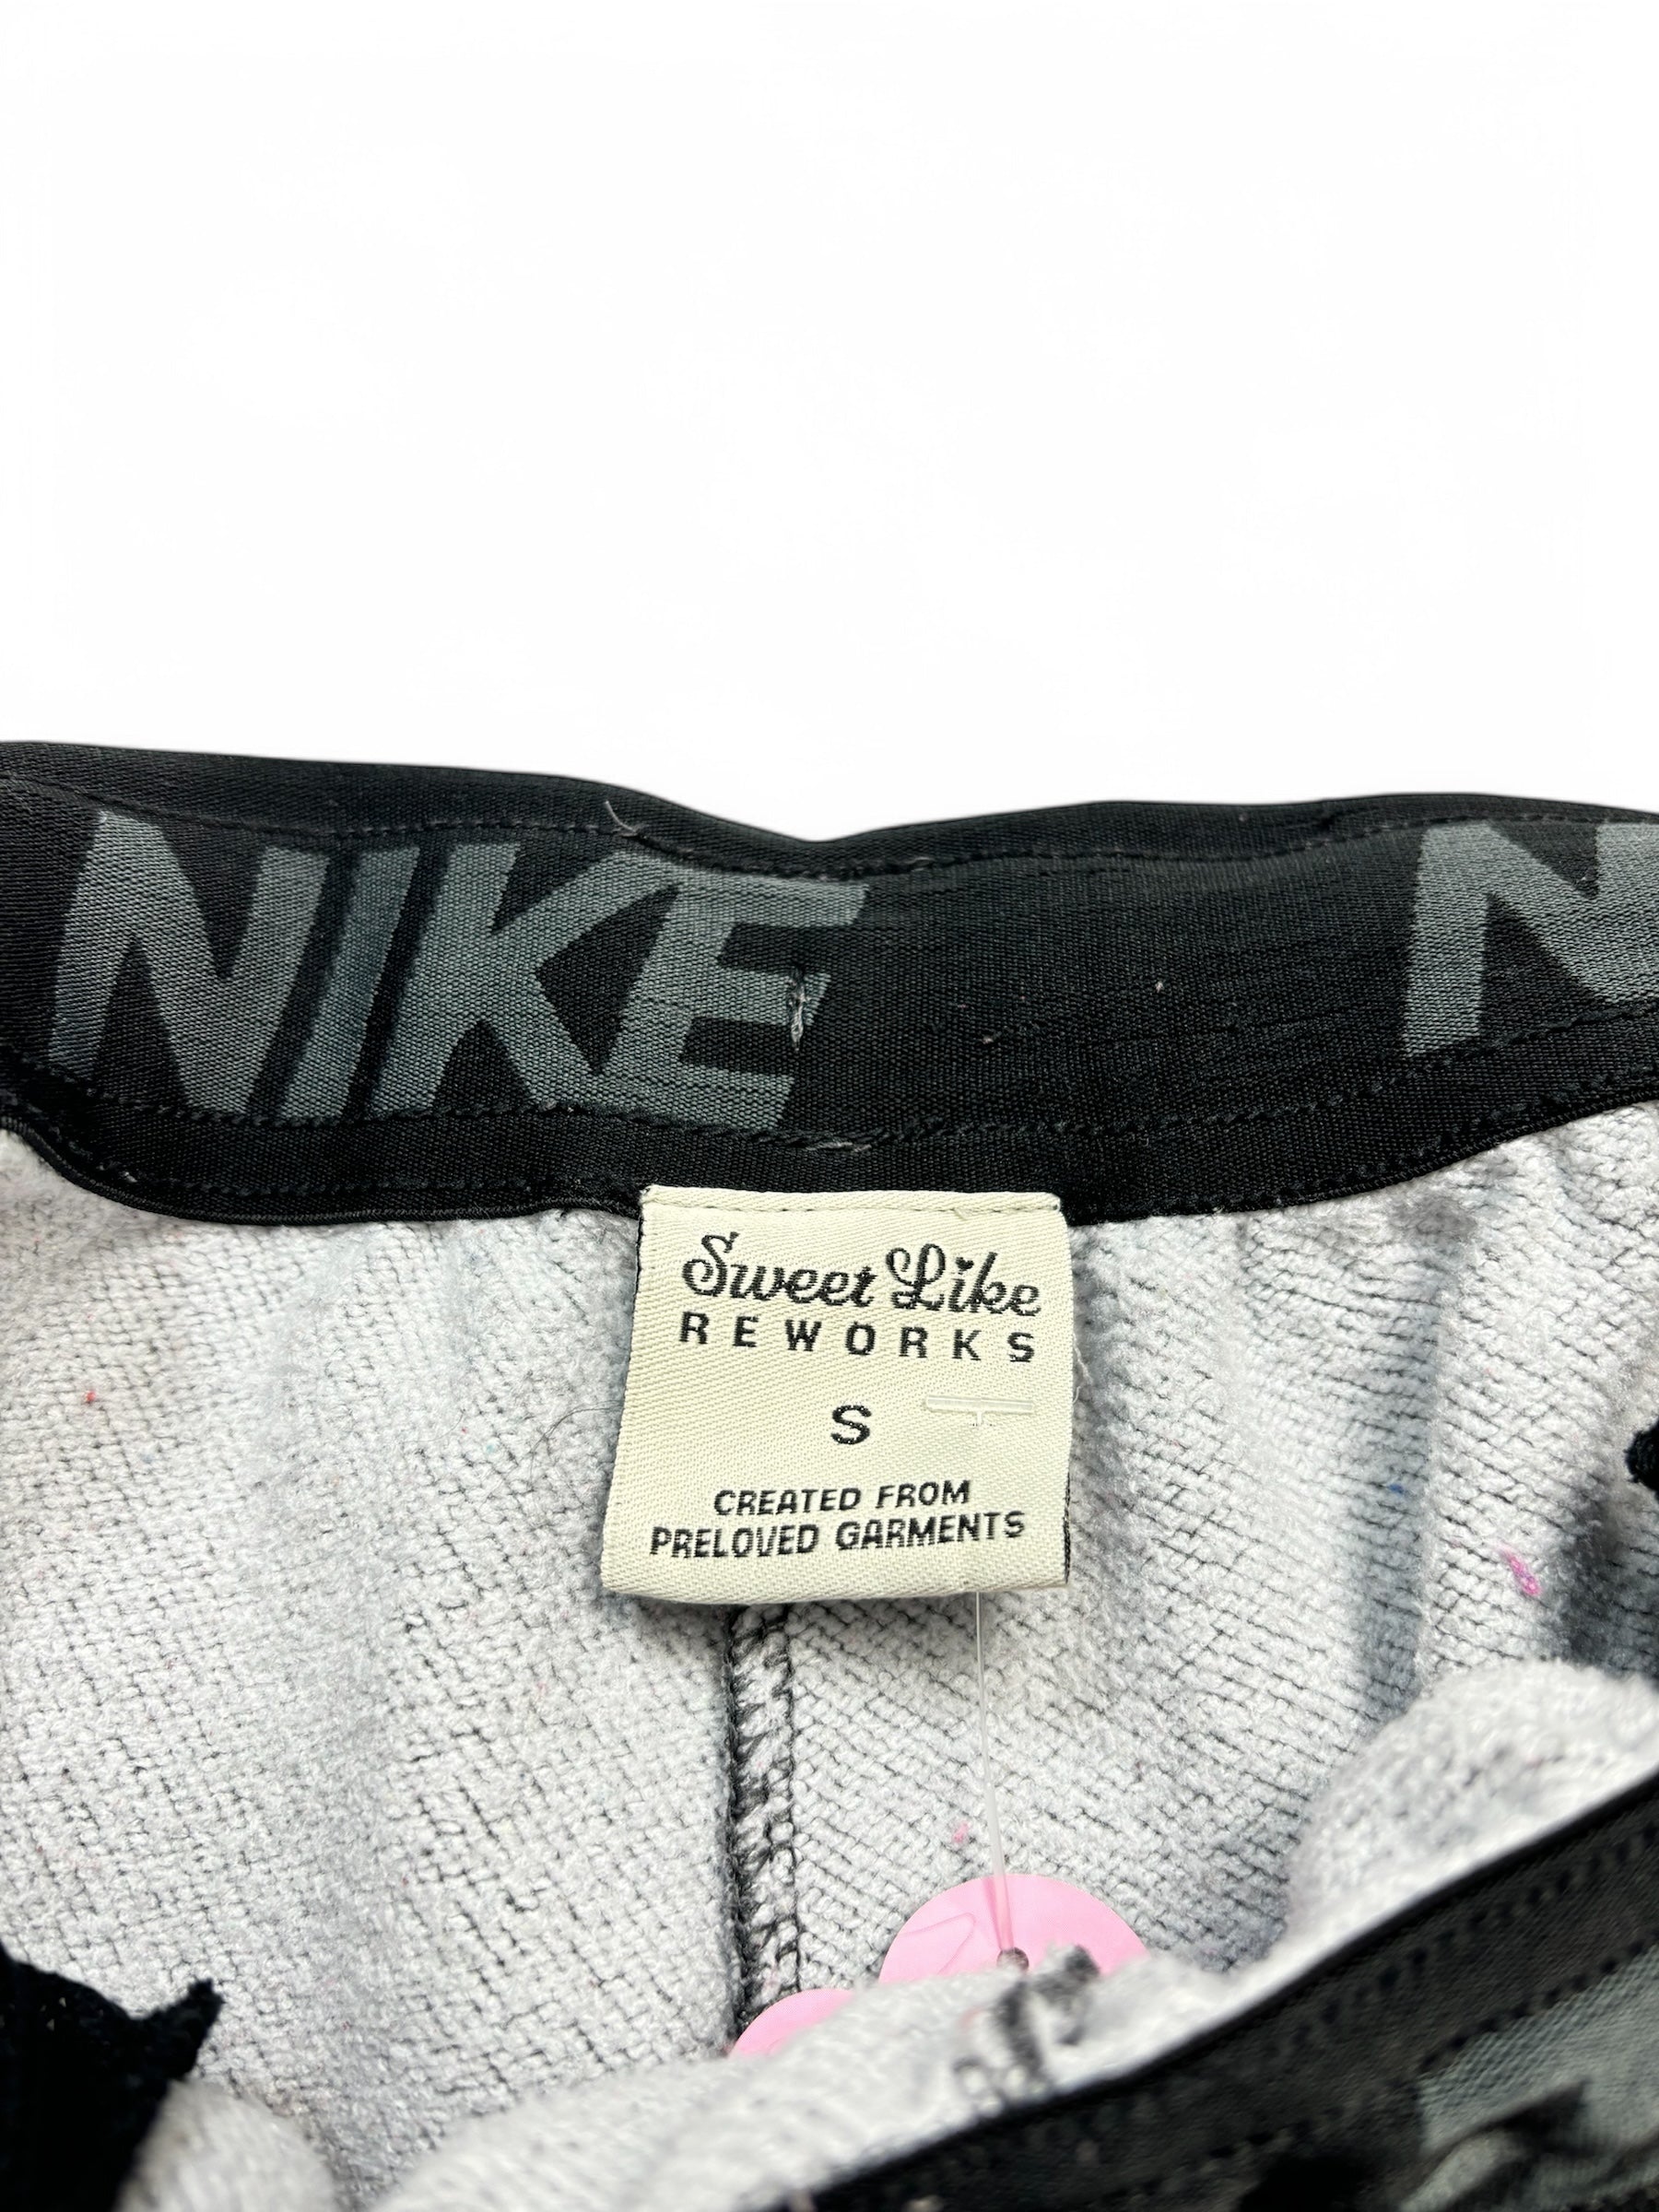 NIKE N
Sweet Like
REWORKS
S
CREATED FROM
PRELOVED GARMENTS